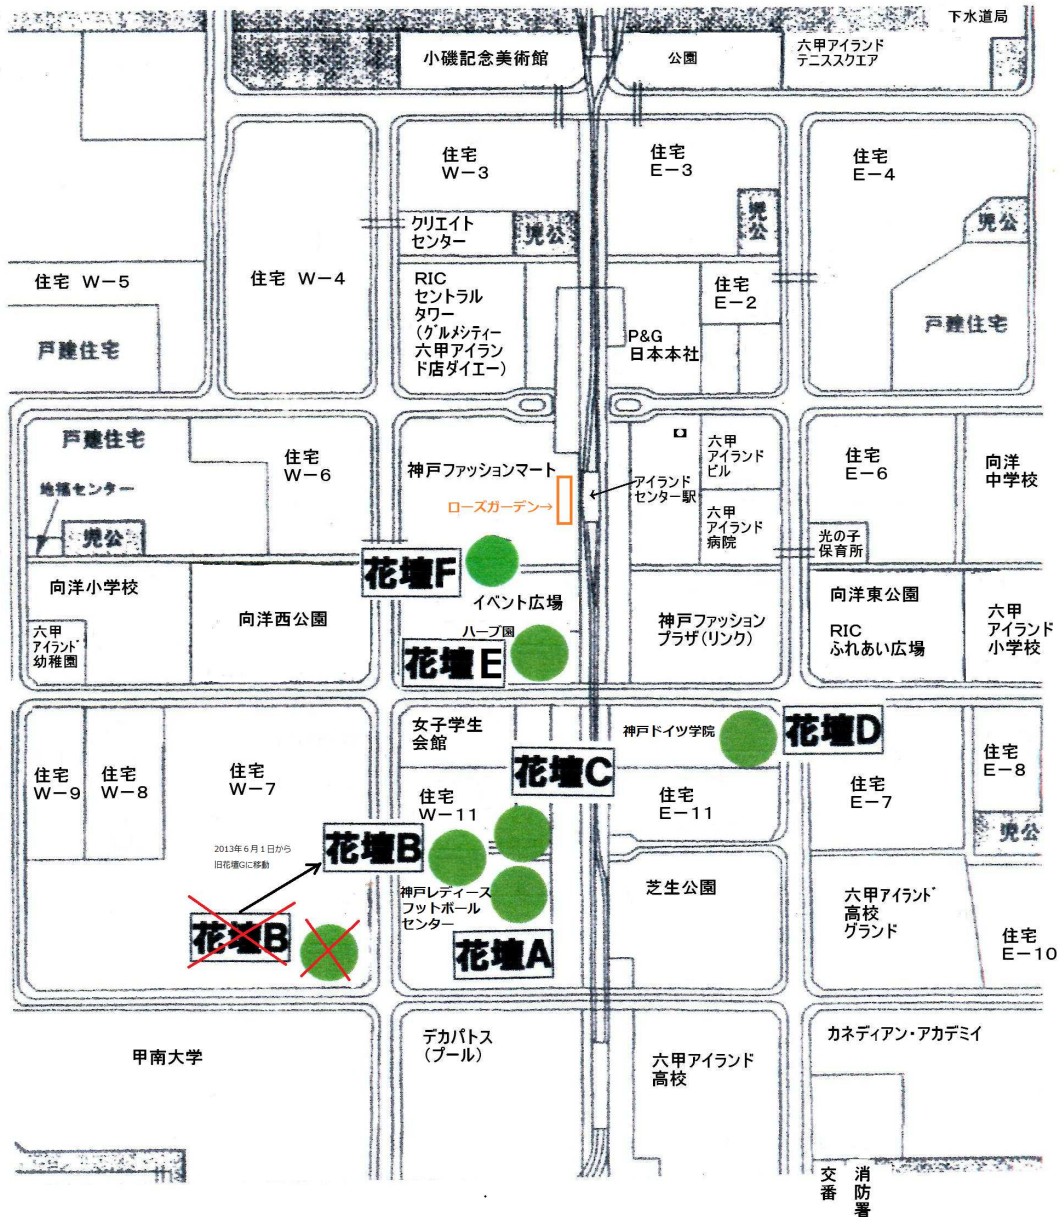 下水道局
小磯記念美術館
公園
六甲アイランド
テニススクエア
住宅
W-3
住宅
E-3
住宅
E-4
クリエイト
センター
児公
児公
児公
住宅 W-5
住宅 W-4
RIC
セントラル
タワー
(グルメシティー
六甲アイラン
ド店ダイエー)
住宅
E-2
P&G
日本本社
戸建住宅
戸建住宅
戸建住宅
地福センター
児公
住宅
W-6
神戸ファッションマート
ローズガーデン→
アイランド
センター駅
六甲
アイランド
ビル
六甲
アイランド
病院
住宅
E-6
向洋
中学校
光の子
保育所
花壇F
向洋小学校
向洋西公園
六甲
アイランド
幼稚園
イベント広場
ハーブ園
花壇E
神戸ファッション
プラザ(リンク)
向洋東公園
RIC
ふれあい広場
六甲
アイランド
小学校
女子学生
会館
神戸ドイツ学院
花壇D
花壇C
住宅
W-9
住宅
W-8
住宅
W-7
住宅
W-11
住宅
E-11
住宅
E-7
住宅
E-8
児公
2013年6月1日から
旧花壇Gに移動
花壇B
花壇B
神戸レディース
フットボール
センター
花壇A
芝生公園
六甲アイランド
高校
グランド
住宅
E-10
甲南大学
デカパトス
(プール)
六甲アイランド
高校
カネディアン・アカデミイ
交番
消防署